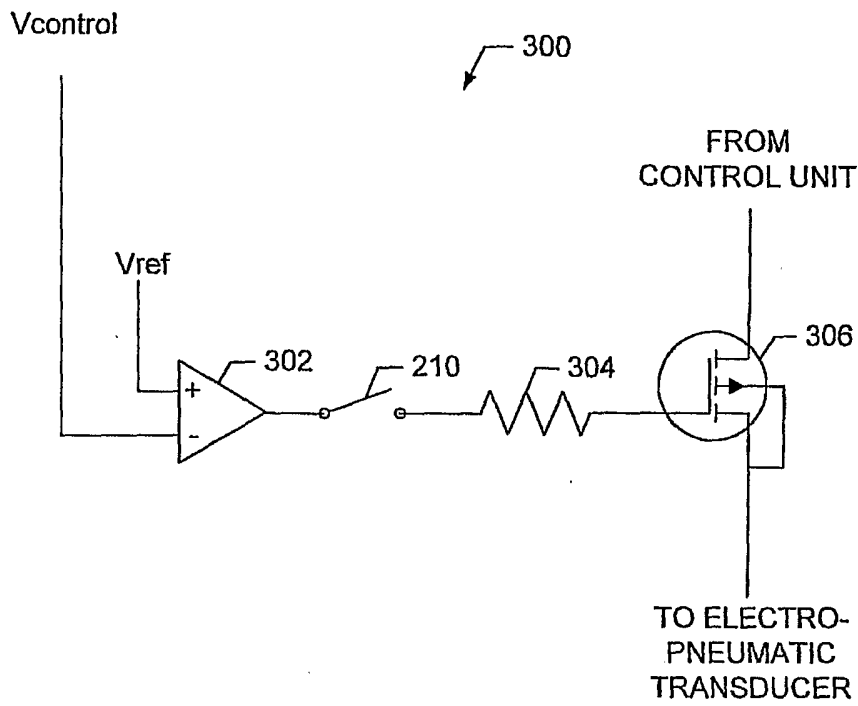 Vcontrol
300
FROM
CONTROL UNIT
Vref
+
-
302
210
304
306
TO ELECTRO-
PNEUMATIC
TRANSDUCER